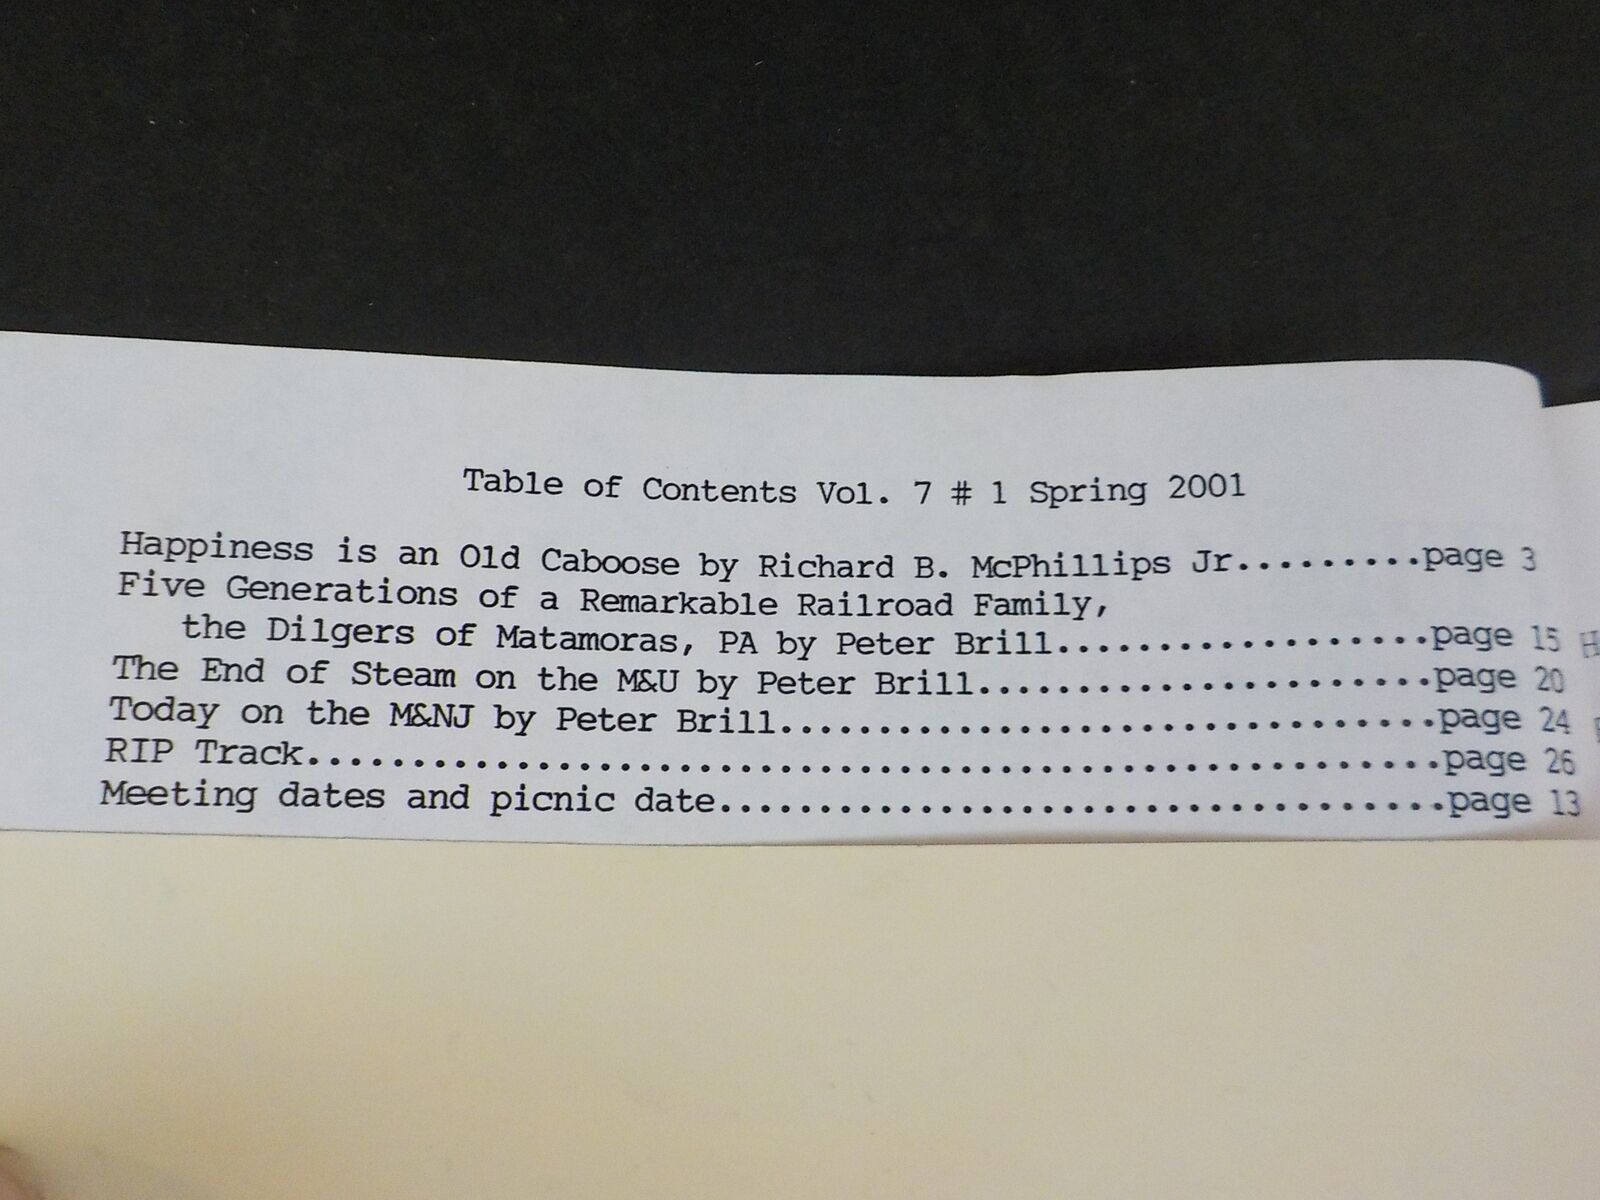 Table of Contents Vol. 7 # 1 Spring 2001
Happiness is an Old Caboose by Richard B. McPhillips Jr.........page 3
Five Generations of a Remarkable Railroad Family,
the Dilgers of Matamoras, PA by Peter Brill..................page 15
The End of Steam on the M&U by Peter Brill......................page 20
Today on the M&NJ by Peter Brill................................page 24
RIP Track.......................................................page 26
Meeting dates and picnic date...................................page 13